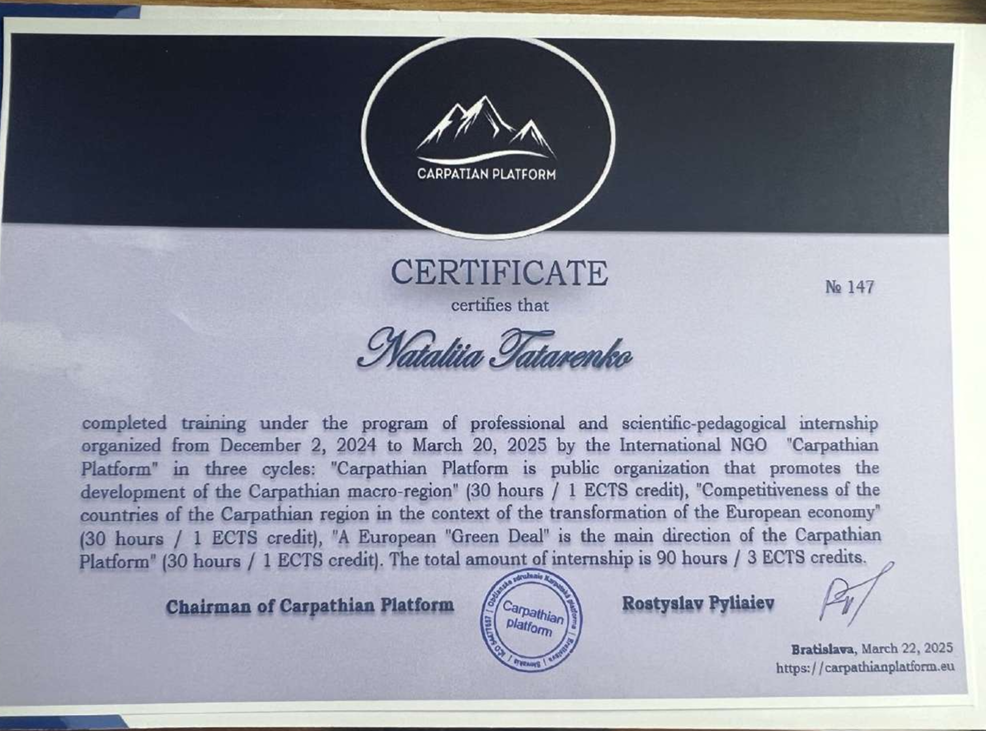 CARPATIAN PLATFORM
CERTIFICATE
№ 147
certifies that
Nataliia Tatarenko
completed training under the program of professional and scientific-pedagogical internship
organized from December 2, 2024 to March 20, 2025 by the International NGO "Carpathian
Platform" in three cycles: "Carpathian Platform is public organization that promotes the
development of the Carpathian macro-region" (30 hours / 1 ECTS credit), "Competitiveness of the
countries of the Carpathian region in the context of the transformation of the European economy"
(30 hours / 1 ECTS credit), "A European "Green Deal" is the main direction of the Carpathian
Platform" (30 hours / 1 ECTS credit). The total amount of internship is 90 hours / 3 ECTS credits.
Chairman of Carpathian Platform
Carpathian
platform
Rostyslav Pyliaiev
Bratislava, March 22, 2025
https://carpathianplatform.eu